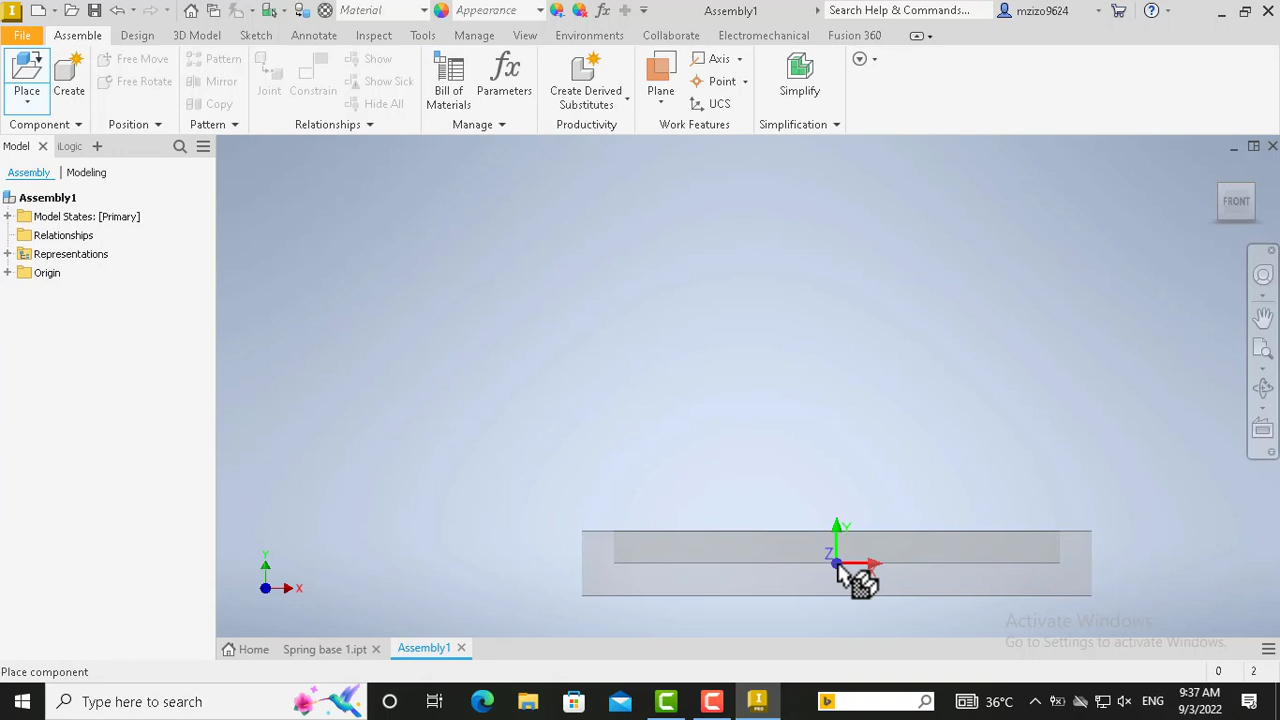 Material
Appearance
Assembly1
Search Help & Commands...
mzizo9624
File
Assemble
Design
3D Model
Sketch
Annotate
Inspect
Tools
Manage
View
Environments
Collaborate
Electromechanical
Fusion 360
Place
Create
Free Move
Free Rotate
Pattern
Mirror
Copy
Joint
Constrain
Show
Show Sick
Hide All
Bill of
Materials
fx
Parameters
Create Derived
Substitutes
Plane
Axis
Point
UCS
Simplify
Component
Position
Pattern
Relationships
Manage
Productivity
Work Features
Simplification
Model
iLogic
Assembly
Modeling
Assembly1
Model States: [Primary]
Relationships
Representations
Origin
FRONT
Y
Z
Y
X
Activate Windows
Go to Settings to activate Windows.
Home
Spring base 1.ipt
Assembly1
Place component
0
2
Type here to search
36°C
ENG
9:37 AM
9/3/2022